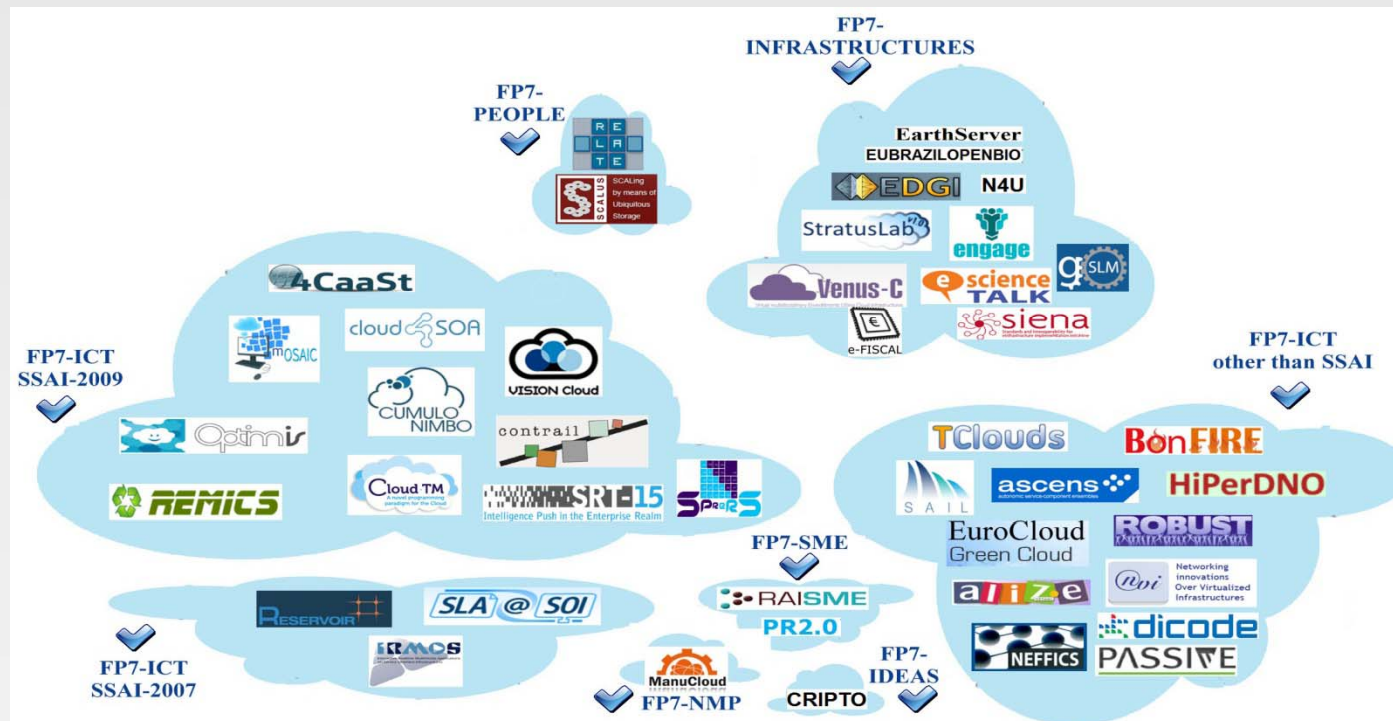 FP7-
INFRASTRUCTURES
FP7-
PEOPLE
R E
L A
T E
SCALUS
SCALing
by means of
Ubiquitous
Storage
EarthServer
EUBRAZILOPENBIO
EDGI
N4U
StratusLab
engage
gSLM
Venus-C
e science
TALK
€
e-FISCAL
siena
FP7-ICT
SSAI-2009
4CaaSt
cloud SOA
mOSAIC
VISION Cloud
CUMULO
NIMBO
Optimis
contrail
REMICS
Cloud TM
A novel programming
paradigm for the Cloud
SRT-15
Intelligence Push in the Enterprise Realm
SPRERS
FP7-ICT
other than SSAI
TClouds
BonFIRE
SAIL
ascens
autonomic service-component ensembles
HiPerDNO
EuroCloud
Green Cloud
ROBUST
alize
novi
Networking
innovations
Over Virtualized
Infrastructures
NEFFICS
dicode
PASSIVE
FP7-ICT
SSAI-2007
RESERVOIR
SLA@SOI
IRMOS
FP7-SME
RAISME
PR2.0
ManuCloud
FP7-NMP
FP7-
IDEAS
CRIPTO